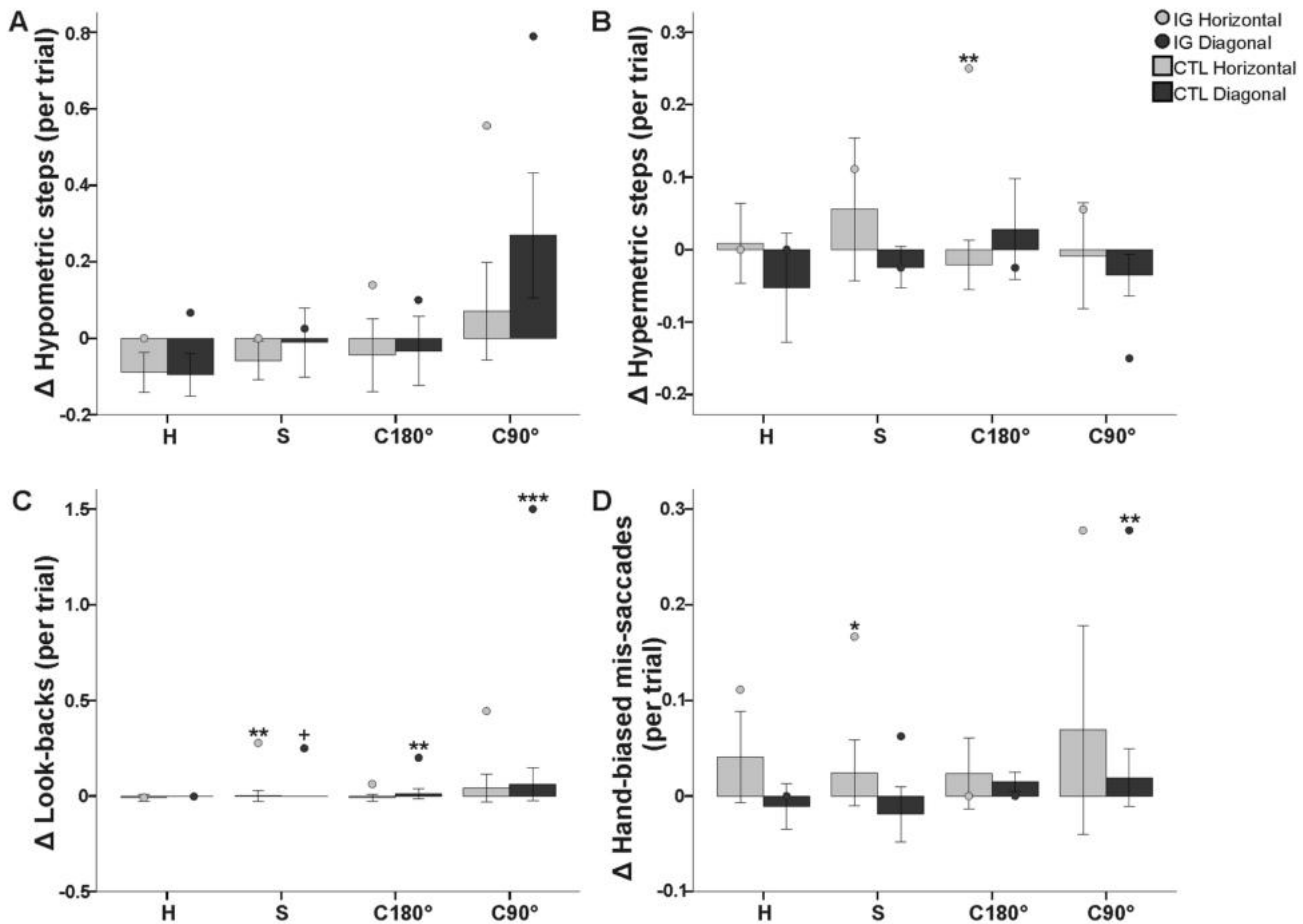 A
Δ Hypometric steps (per trial)
0.8
0.6
0.4
0.2
0
-0.2
H S C180° C90°
B
Δ Hypermetric steps (per trial)
0.3
0.2
0.1
0
-0.1
-0.2
**
H S C180° C90°
IG Horizontal
IG Diagonal
CTL Horizontal
CTL Diagonal
C
Δ Look-backs (per trial)
1.5
1.0
0.5
0
-0.5
***
** + **
H S C180° C90°
D
Δ Hand-biased mis-saccades
(per trial)
0.3
0.2
0.1
0
-0.1
**
*
H S C180° C90°